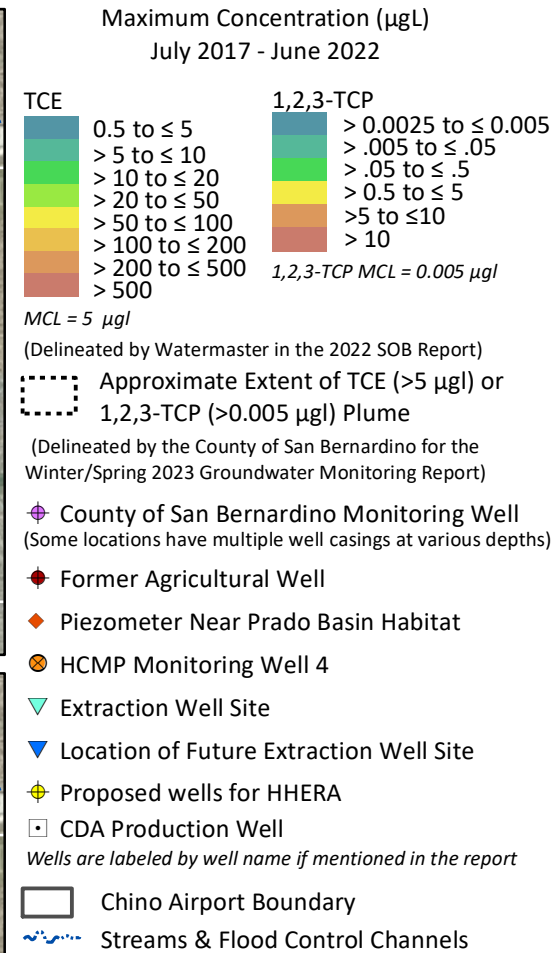 Maximum Concentration (µgL)
July 2017 - June 2022
TCE
0.5 to ≤ 5
> 5 to ≤ 10
> 10 to ≤ 20
> 20 to ≤ 50
> 50 to ≤ 100
> 100 to ≤ 200
> 200 to ≤ 500
> 500
MCL = 5 µgl
1,2,3-TCP
> 0.0025 to ≤ 0.005
> .005 to ≤ .05
> .05 to ≤ .5
> 0.5 to ≤ 5
>5 to ≤10
> 10
1,2,3-TCP MCL = 0.005 µgl
(Delineated by Watermaster in the 2022 SOB Report)
Approximate Extent of TCE (>5 µgl) or
1,2,3-TCP (>0.005 µgl) Plume
(Delineated by the County of San Bernardino for the
Winter/Spring 2023 Groundwater Monitoring Report)
County of San Bernardino Monitoring Well
(Some locations have multiple well casings at various depths)
Former Agricultural Well
Piezometer Near Prado Basin Habitat
HCMP Monitoring Well 4
Extraction Well Site
Location of Future Extraction Well Site
Proposed wells for HHERA
CDA Production Well
Wells are labeled by well name if mentioned in the report
Chino Airport Boundary
Streams & Flood Control Channels